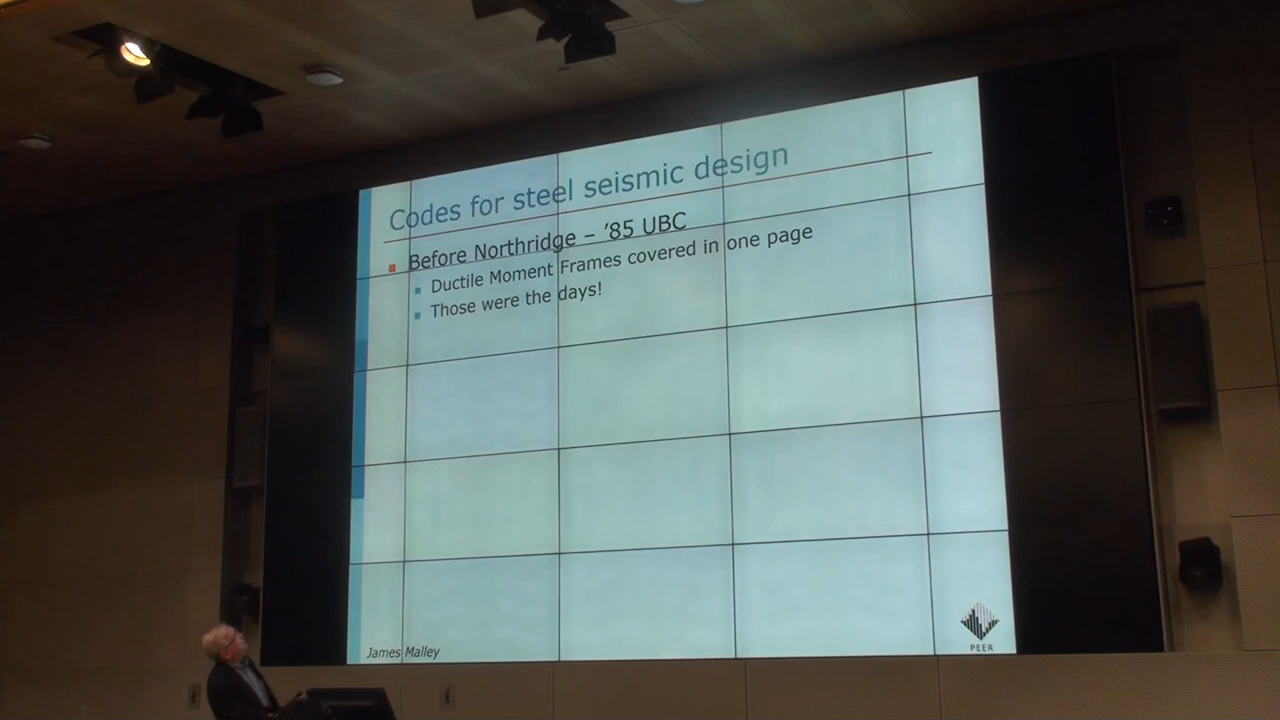 Codes for steel seismic design
Before Northridge – ’85 UBC
Ductile Moment Frames covered in one page
Those were the days!
James Malley
PEER